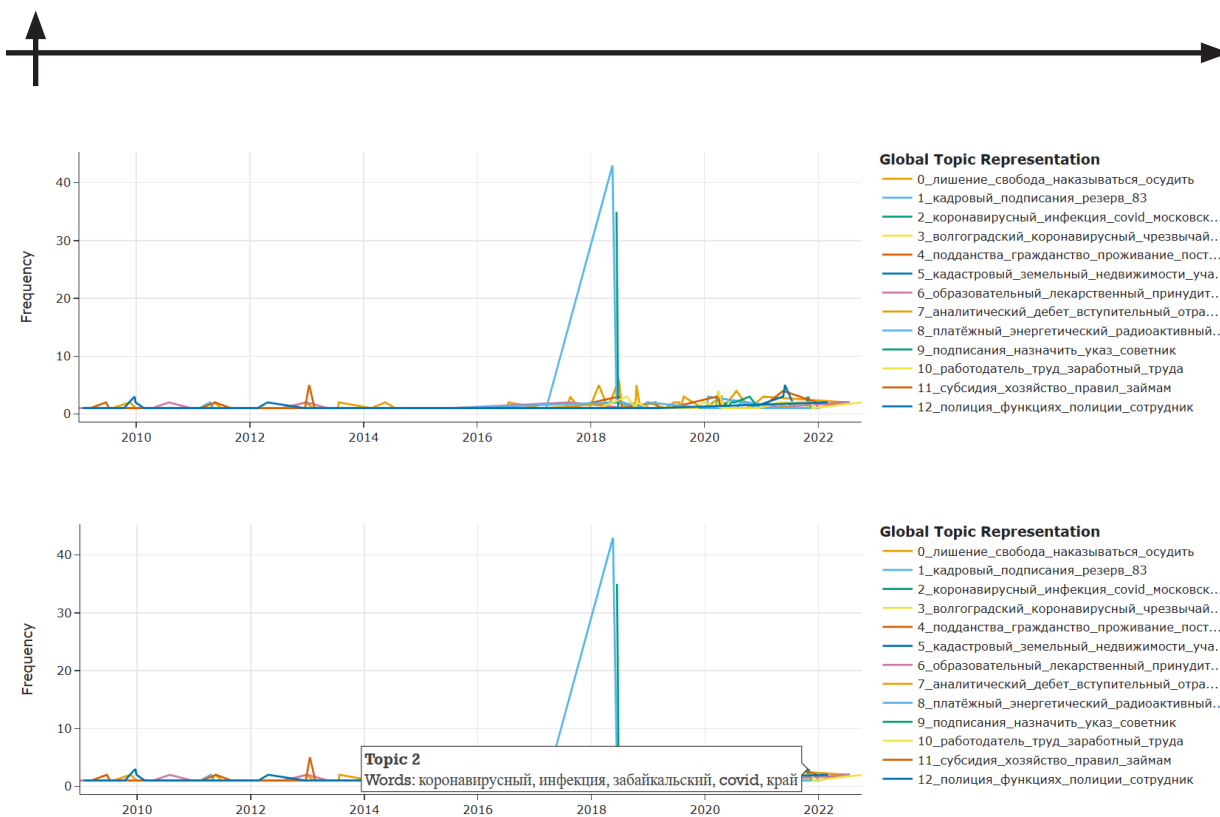 Global Topic Representation
0_лишение_свобода_наказываться_осудить
1_кадровый_подписания_резерв_83
2_коронавирусный_инфекция_covid_московск...
3_волгоградский_коронавирусный_чрезвычай...
4_подданства_гражданство_проживание_пост...
5_кадастровый_земельный_недвижимости_уча...
6_образовательный_лекарственный_принудит...
7_аналитический_дебет_вступительный_отра...
8_платёжный_энергетический_радиоактивный...
9_подписания_назначить_указ_советник
10_работодатель_труд_заработный_труда
11_субсидия_хозяйство_правил_займам
12_полиция_функциях_полиции_сотрудник
Frequency
40
30
20
10
0
2010 2012 2014 2016 2018 2020 2022
Global Topic Representation
0_лишение_свобода_наказываться_осудить
1_кадровый_подписания_резерв_83
2_коронавирусный_инфекция_covid_московск...
3_волгоградский_коронавирусный_чрезвычай...
4_подданства_гражданство_проживание_пост...
5_кадастровый_земельный_недвижимости_уча...
6_образовательный_лекарственный_принудит...
7_аналитический_дебет_вступительный_отра...
8_платёжный_энергетический_радиоактивный...
9_подписания_назначить_указ_советник
10_работодатель_труд_заработный_труда
11_субсидия_хозяйство_правил_займам
12_полиция_функциях_полиции_сотрудник
Frequency
40
30
20
10
0
Topic 2
Words: коронавирусный, инфекция, забайкальский, covid, край
2010 2012 2014 2016 2018 2020 2022